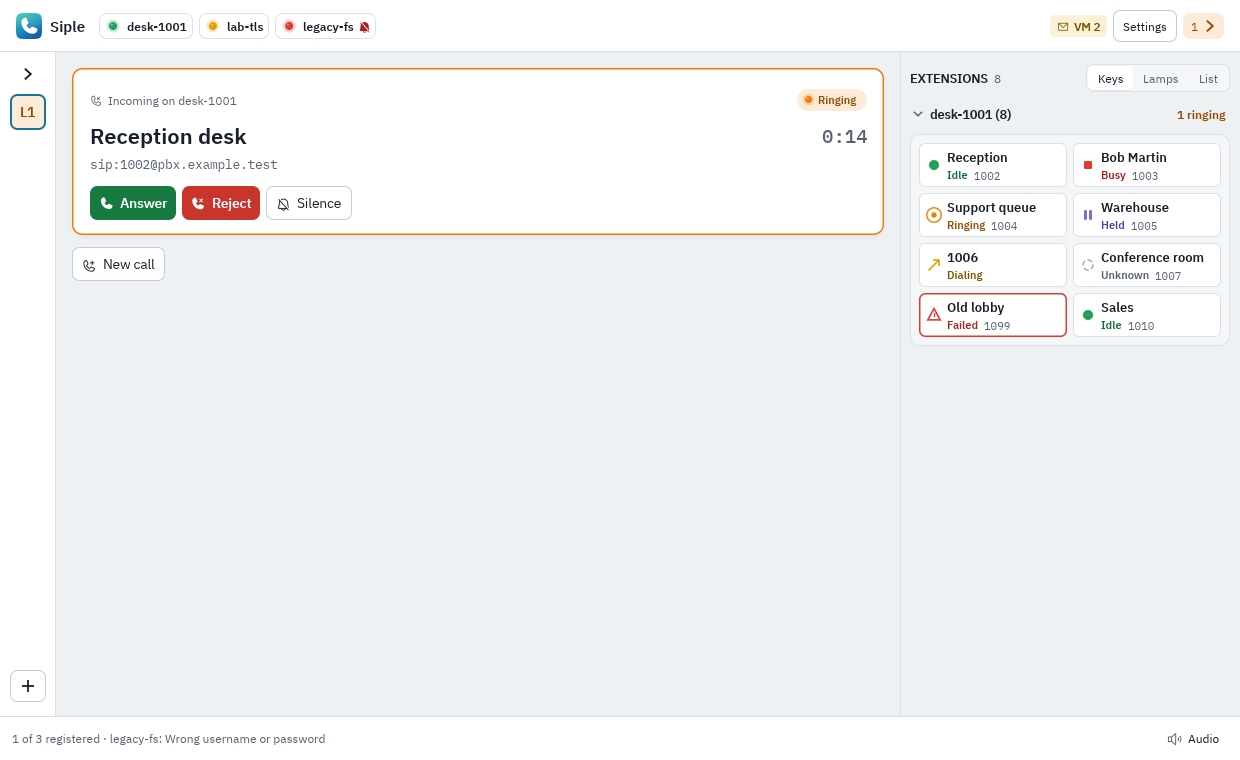 Siple
desk-1001
lab-tls
legacy-fs
VM 2
Settings
1
L1
Incoming on desk-1001
Ringing
Reception desk
0:14
sip:1002@pbx.example.test
Answer
Reject
Silence
New call
EXTENSIONS 8
Keys
Lamps
List
desk-1001 (8)
1 ringing
Reception
Idle 1002
Bob Martin
Busy 1003
Support queue
Ringing 1004
Warehouse
Held 1005
1006
Dialing
Conference room
Unknown 1007
Old lobby
Failed 1099
Sales
Idle 1010
1 of 3 registered · legacy-fs: Wrong username or password
Audio